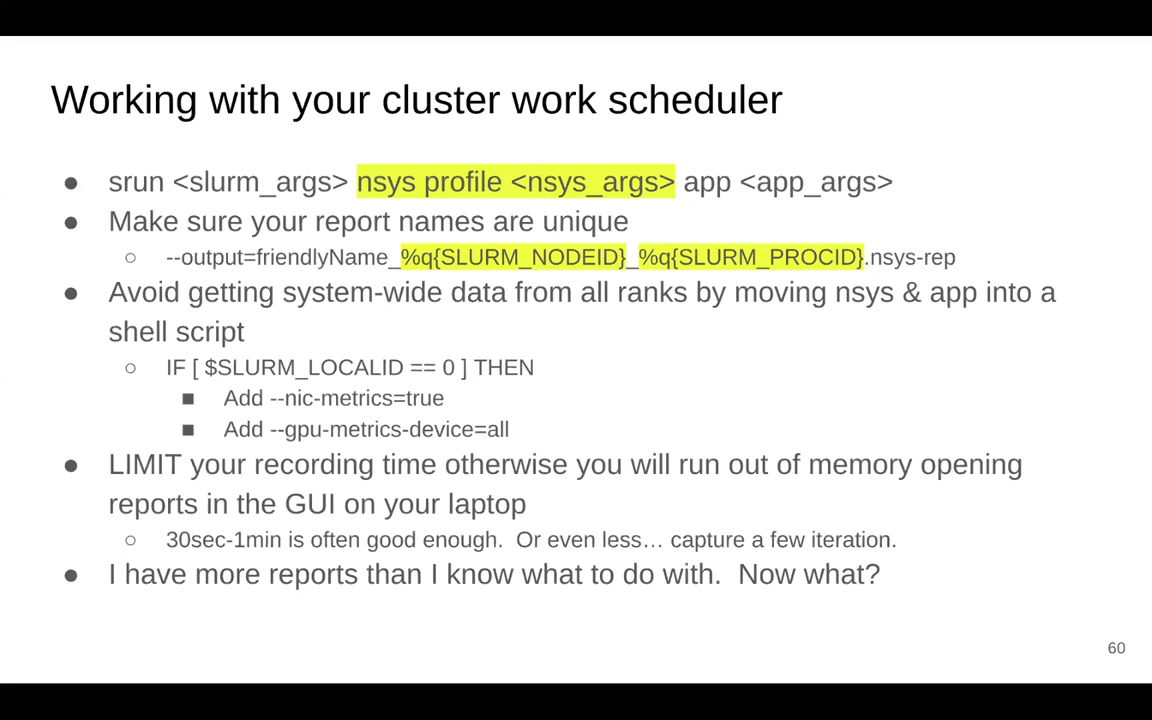 Working with your cluster work scheduler
● srun <slurm_args> nsys profile <nsys_args> app <app_args>
● Make sure your report names are unique
○ --output=friendlyName_%q{SLURM_NODEID}_%q{SLURM_PROCID}.nsys-rep
● Avoid getting system-wide data from all ranks by moving nsys & app into a
shell script
○ IF [ $SLURM_LOCALID == 0 ] THEN
■ Add --nic-metrics=true
■ Add --gpu-metrics-device=all
● LIMIT your recording time otherwise you will run out of memory opening
reports in the GUI on your laptop
○ 30sec-1min is often good enough.  Or even less… capture a few iteration.
● I have more reports than I know what to do with.  Now what?
60